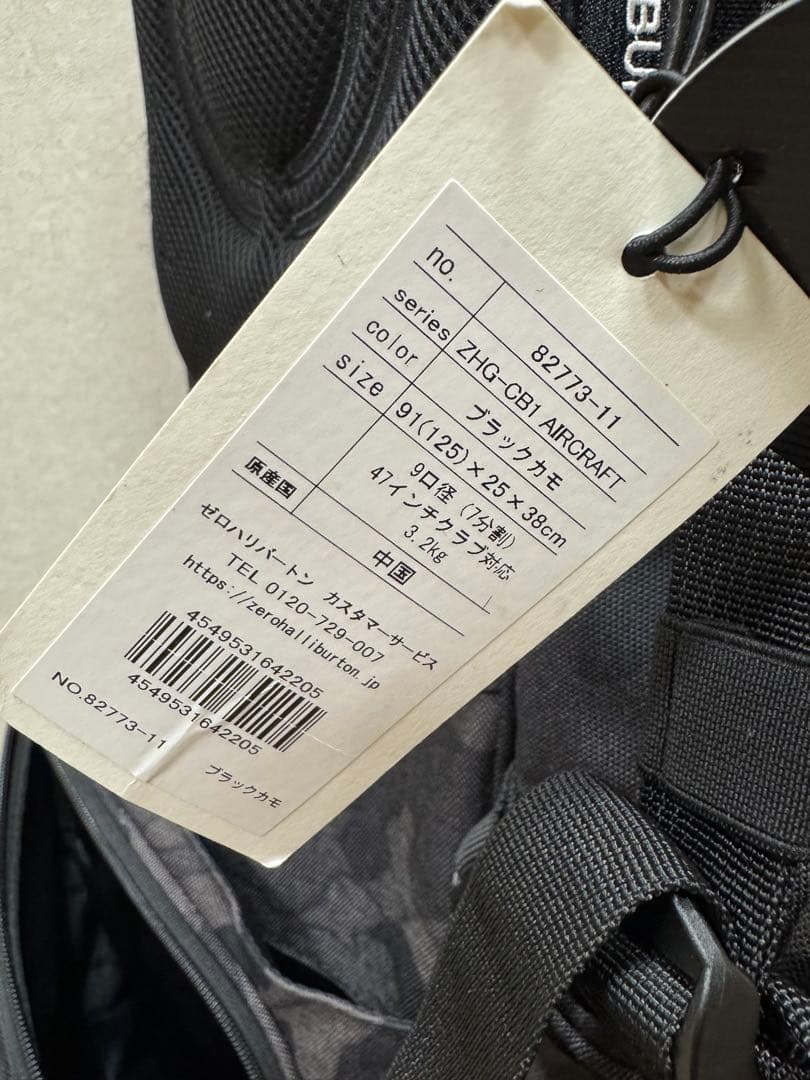 BU
no. 82773-11
series ZHG-CB1 AIRCRAFT
color ブラックカモ
size 91(125)×25×38cm
9口径 (7分割)
47インチクラブ対応
3.2kg
原産国 中国
ゼロハリバートン カスタマーサービス
TEL 0120-729-007
https://zerohalliburton.jp
4549531642205
4549531642205
NO.82773-11
ブラックカモ